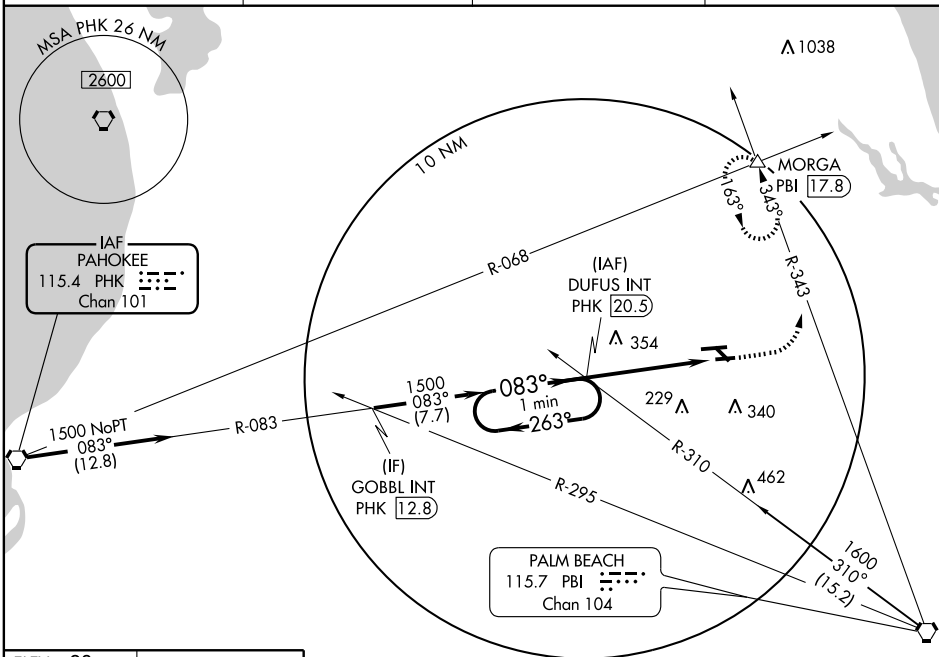 MSA PHK 26 NM
2600
1038
10 NM
MORGA
PBI 17.8
163°
343°
IAF
PAHOKEE
115.4 PHK
Chan 101
R-068
(IAF)
DUFUS INT
PHK 20.5
R-343
354
1500
083°
(7.7)
083°
1 min
263°
229
340
1500 NoPT
083°
(12.8)
R-083
(IF)
GOBBL INT
PHK 12.8
R-310
R-295
462
1600
310°
(15.2)
PALM BEACH
115.7 PBI
Chan 104